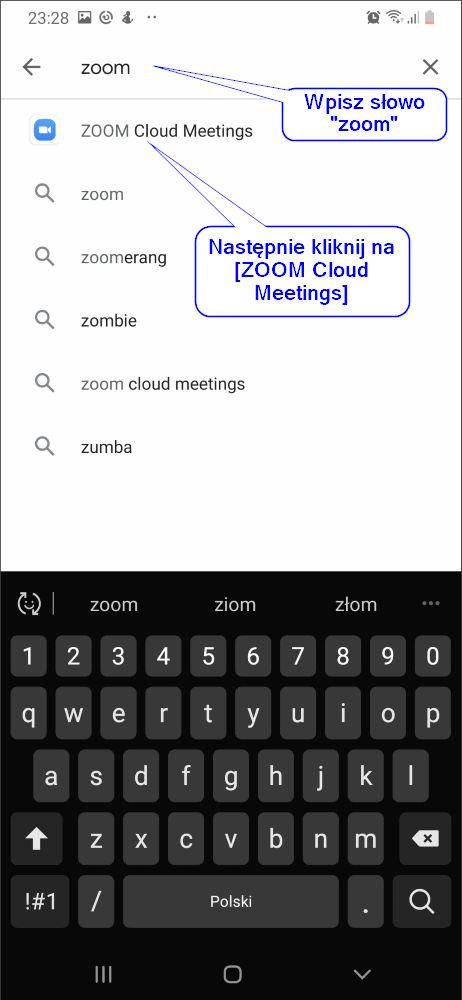 23:28
zoom
Wpisz słowo
"zoom"
ZOOM Cloud Meetings
zoom
Następnie kliknij na
[ZOOM Cloud
Meetings]
zoomerang
zombie
zoom cloud meetings
zumba
zoom ziom złom
1 2 3 4 5 6 7 8 9 0
q w e r t y u i o p
a s d f g h j k l
z x c v b n m
!#1 / Polski .